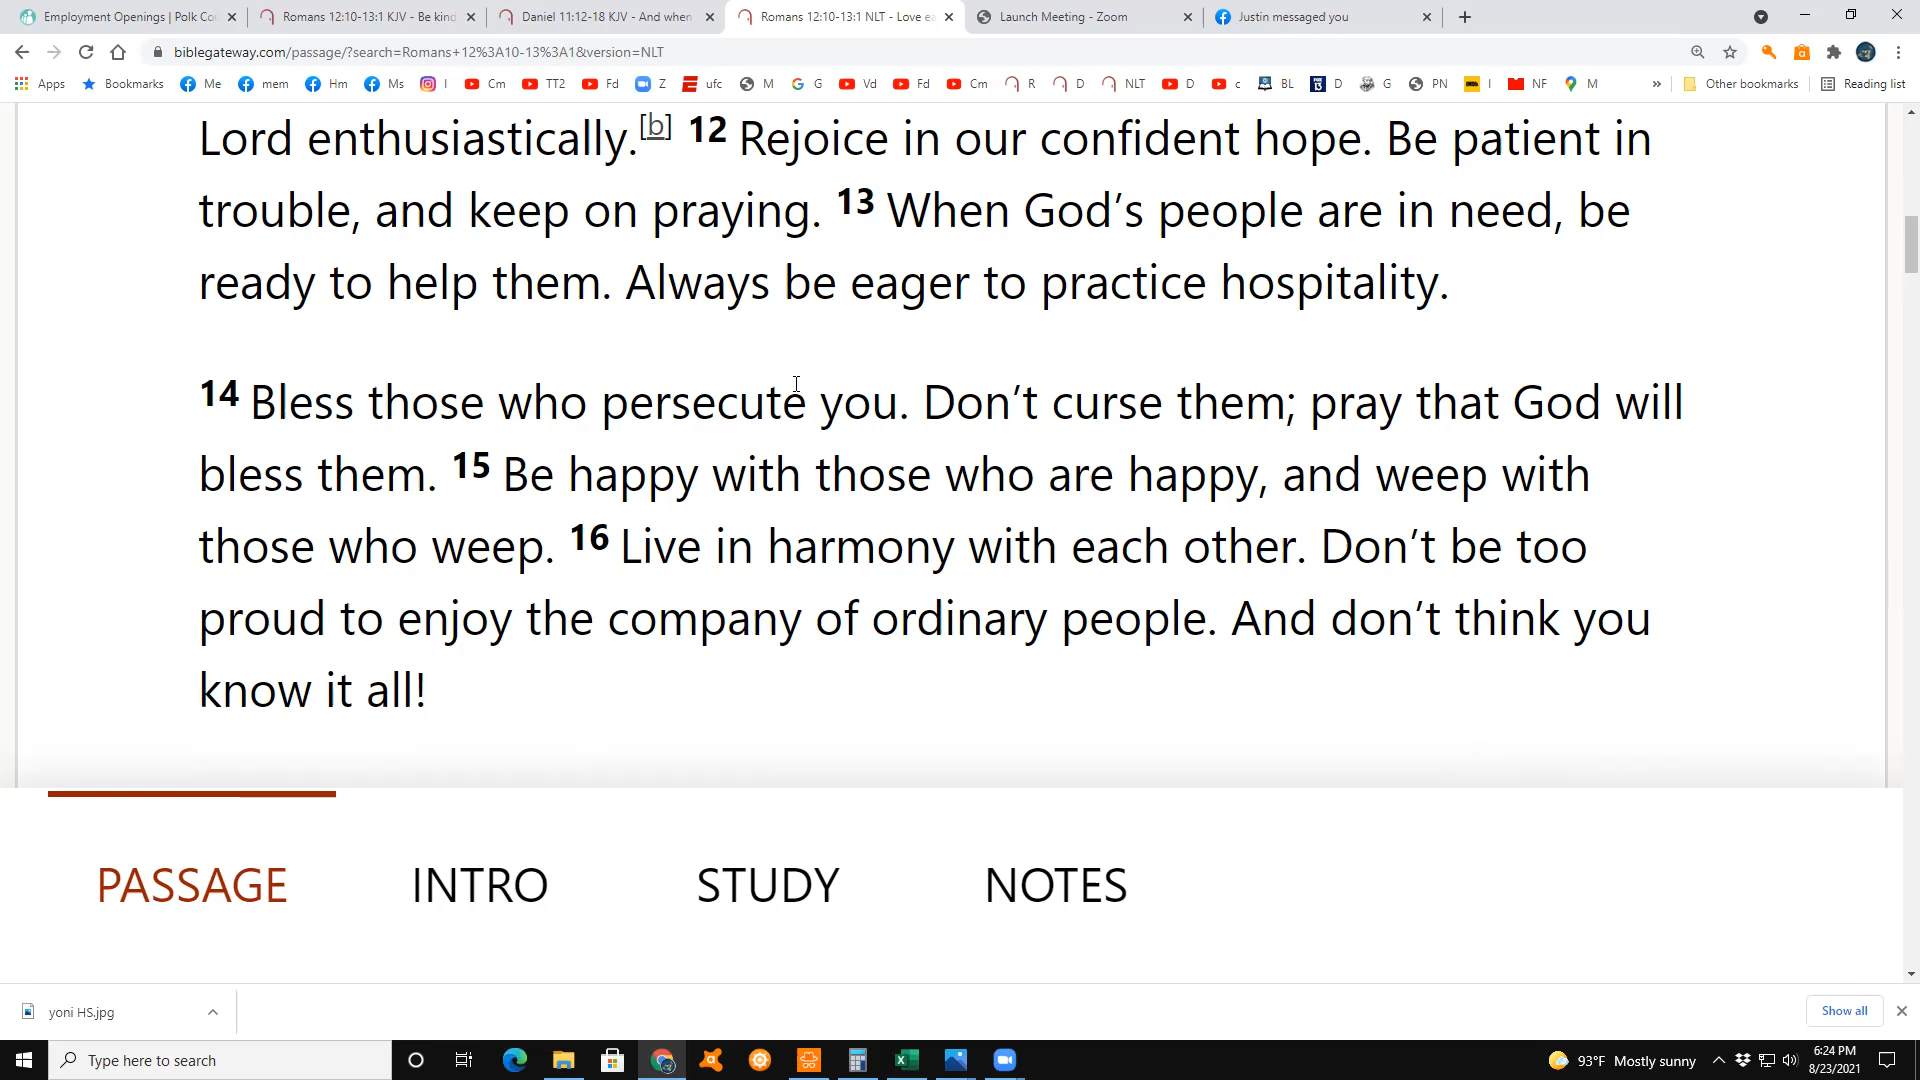 Employment Openings | Polk Co
Romans 12:10-13:1 KJV - Be kind
Daniel 11:12-18 KJV - And when
Romans 12:10-13:1 NLT - Love ea
Launch Meeting - Zoom
Justin messaged you
biblegateway.com/passage/?search=Romans+12%3A10-13%3A1&version=NLT
Apps Bookmarks Me mem Hm Ms I Cm TT2 Fd Z ufc M G Vd Fd Cm R D NLT D c BL D G PN I NF M » Other bookmarks Reading list
Lord enthusiastically.[b] 12 Rejoice in our confident hope. Be patient in
trouble, and keep on praying. 13 When God’s people are in need, be
ready to help them. Always be eager to practice hospitality.
14 Bless those who persecute you. Don’t curse them; pray that God will
bless them. 15 Be happy with those who are happy, and weep with
those who weep. 16 Live in harmony with each other. Don’t be too
proud to enjoy the company of ordinary people. And don’t think you
know it all!
PASSAGE INTRO STUDY NOTES
yoni HS.jpg
Show all
Type here to search
93°F Mostly sunny
6:24 PM
8/23/2021